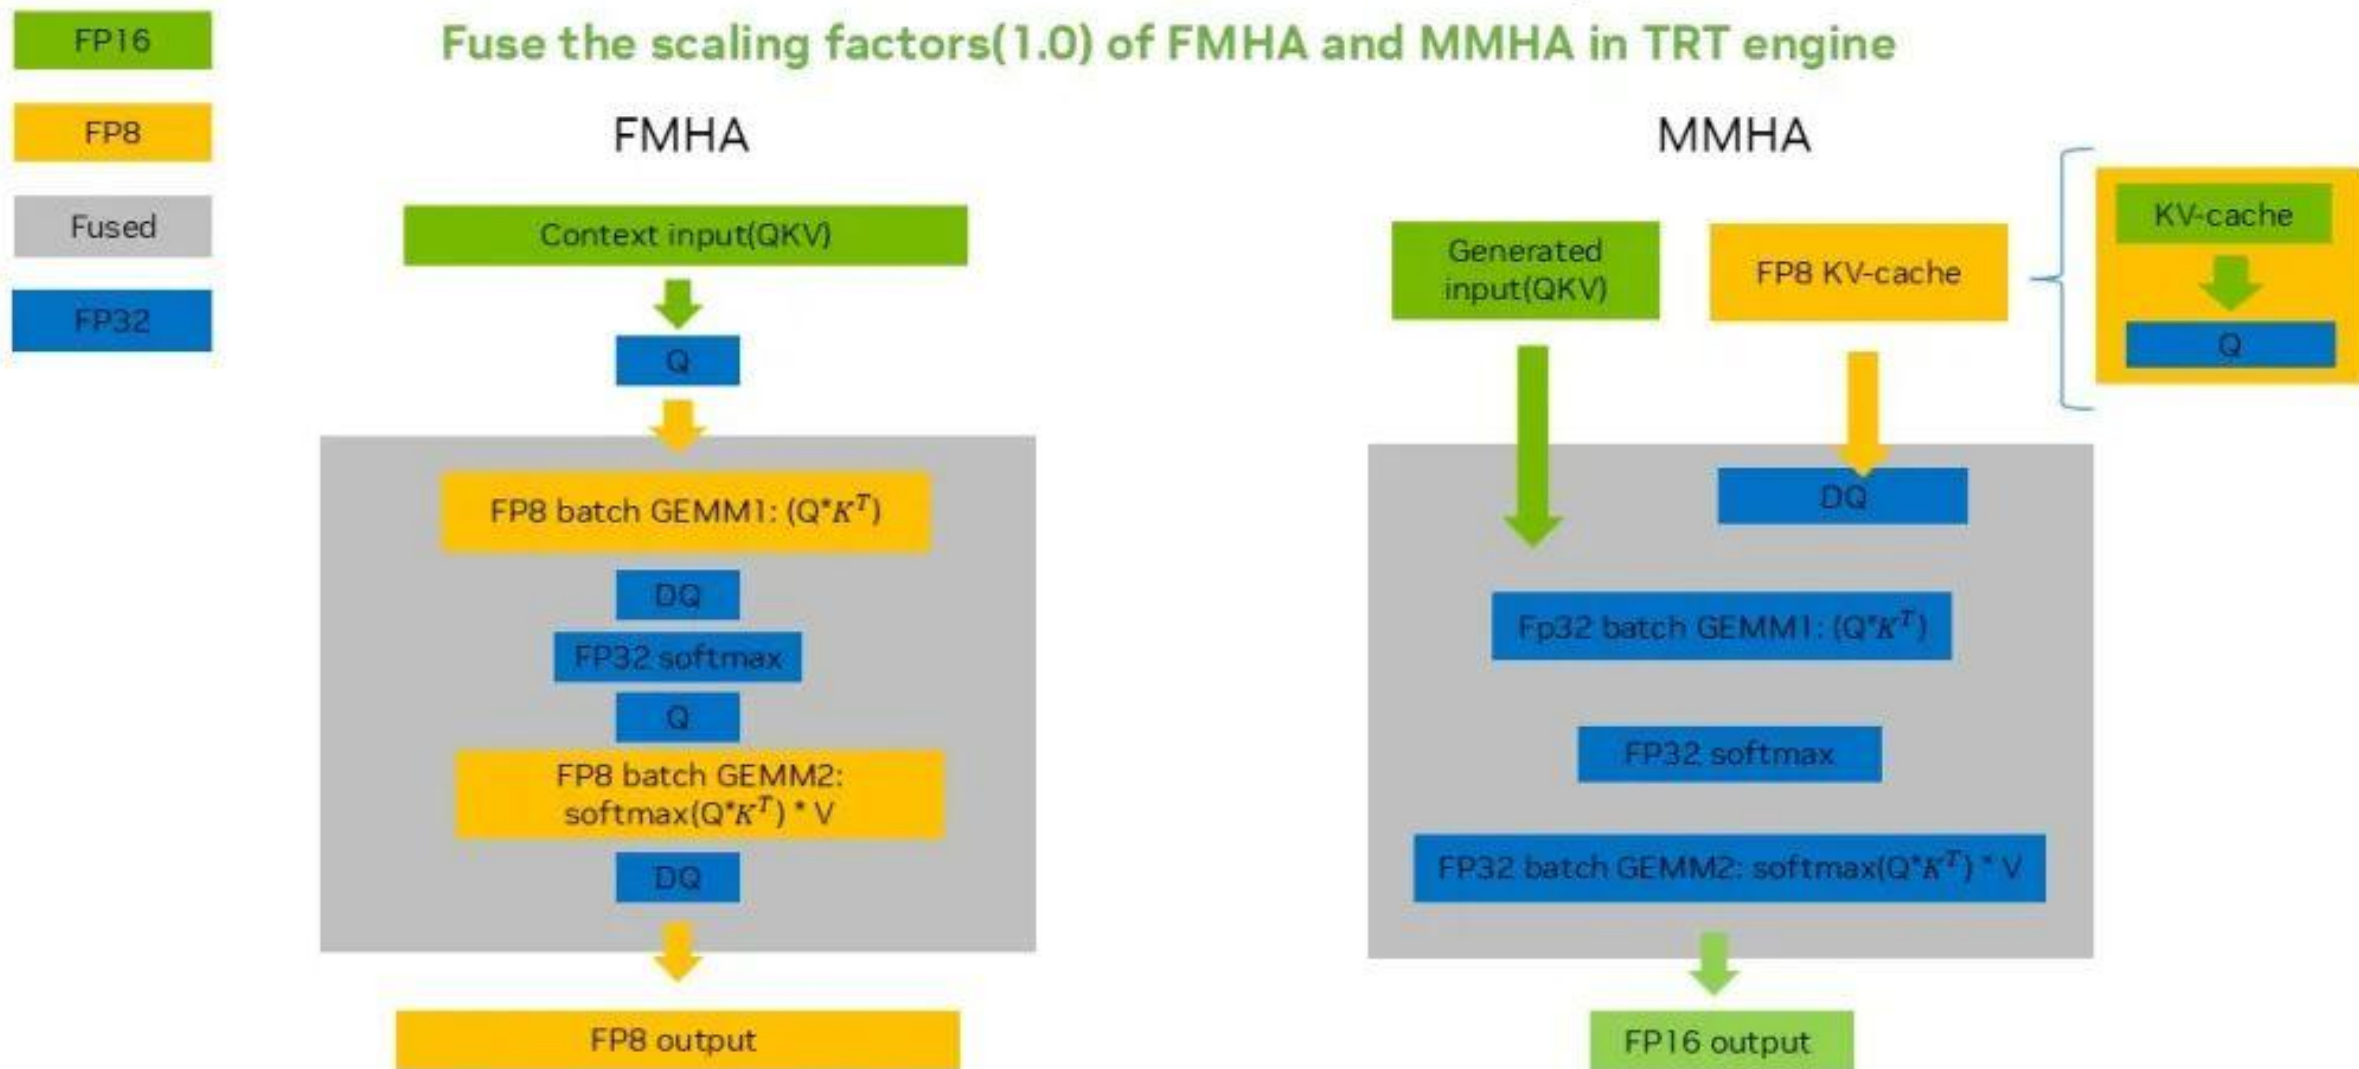 FP16
FP8
Fused
FP32
Fuse the scaling factors(1.0) of FMHA and MMHA in TRT engine
FMHA
Context input(QKV)
Q
FP8 batch GEMM1: (Q*K^T)
DQ
FP32 softmax
Q
FP8 batch GEMM2:
softmax(Q*K^T) * V
DQ
FP8 output
MMHA
Generated
input(QKV)
FP8 KV-cache
KV-cache
Q
DQ
Fp32 batch GEMM1: (Q*K^T)
FP32 softmax
FP32 batch GEMM2: softmax(Q*K^T) * V
FP16 output